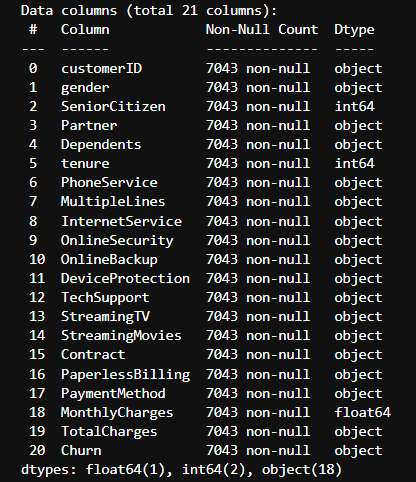 Data columns (total 21 columns):
 #   Column            Non-Null Count  Dtype
---  ------            --------------  -----
 0   customerID        7043 non-null   object
 1   gender            7043 non-null   object
 2   SeniorCitizen     7043 non-null   int64
 3   Partner           7043 non-null   object
 4   Dependents        7043 non-null   object
 5   tenure            7043 non-null   int64
 6   PhoneService      7043 non-null   object
 7   MultipleLines     7043 non-null   object
 8   InternetService   7043 non-null   object
 9   OnlineSecurity    7043 non-null   object
 10  OnlineBackup      7043 non-null   object
 11  DeviceProtection  7043 non-null   object
 12  TechSupport       7043 non-null   object
 13  StreamingTV       7043 non-null   object
 14  StreamingMovies   7043 non-null   object
 15  Contract          7043 non-null   object
 16  PaperlessBilling  7043 non-null   object
 17  PaymentMethod     7043 non-null   object
 18  MonthlyCharges    7043 non-null   float64
 19  TotalCharges      7043 non-null   object
 20  Churn             7043 non-null   object
dtypes: float64(1), int64(2), object(18)